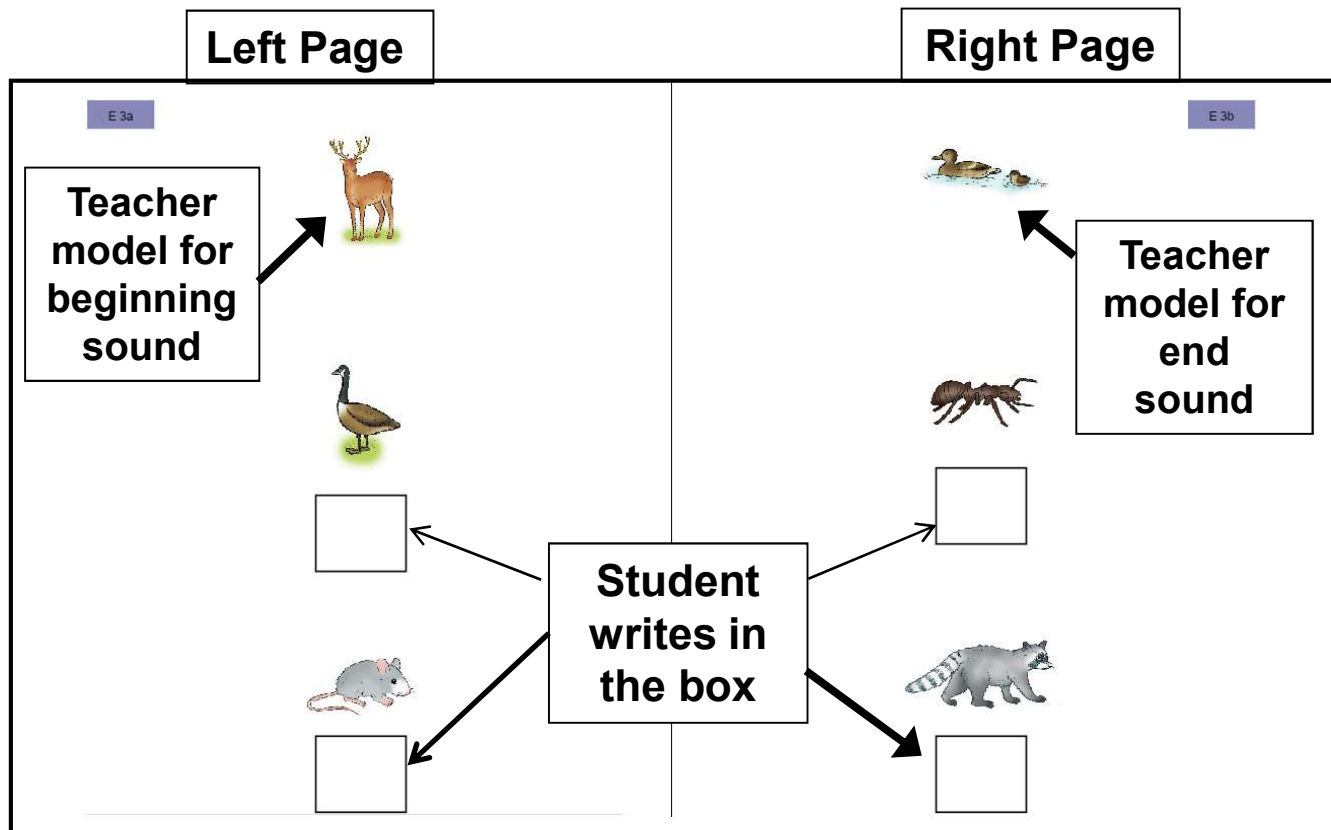 Left Page
Right Page
E 3a
E 3b
Teacher
model for
beginning
sound
Teacher
model for
end
sound
Student
writes in
the box